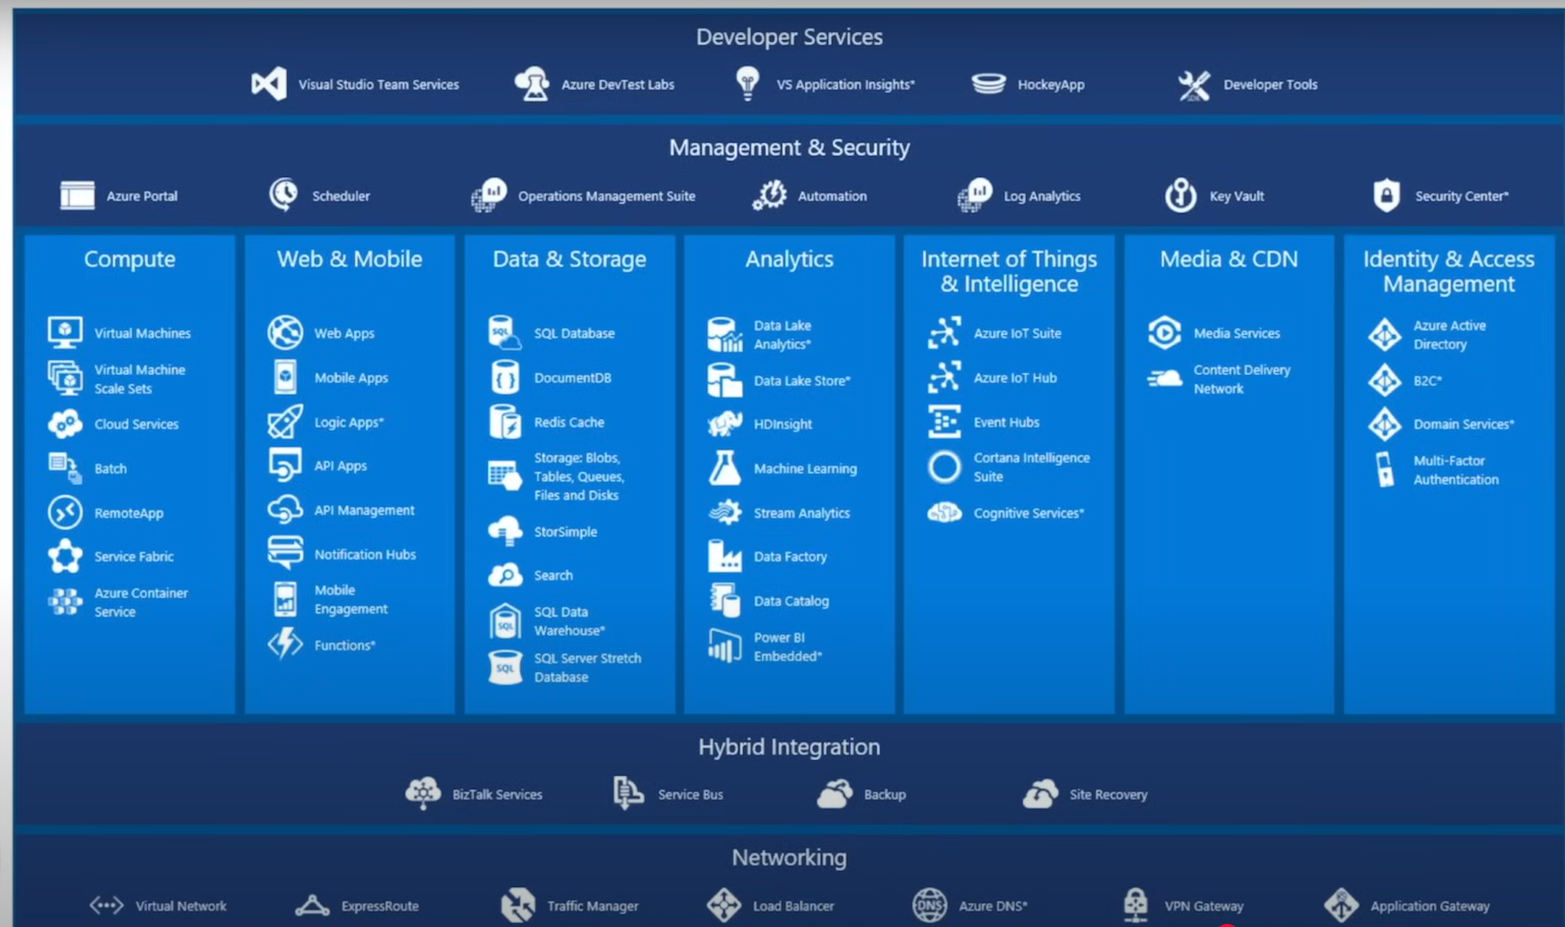 Developer Services
Visual Studio Team Services
Azure DevTest Labs
VS Application Insights*
HockeyApp
Developer Tools
Management & Security
Azure Portal
Scheduler
Operations Management Suite
Automation
Log Analytics
Key Vault
Security Center*
Compute
Virtual Machines
Virtual Machine
Scale Sets
Cloud Services
Batch
RemoteApp
Service Fabric
Azure Container
Service
Web & Mobile
Web Apps
Mobile Apps
Logic Apps*
API Apps
API Management
Notification Hubs
Mobile
Engagement
Functions*
Data & Storage
SQL
SQL Database
DocumentDB
Redis Cache
Storage: Blobs,
Tables, Queues,
Files and Disks
StorSimple
Search
SQL
SQL Data
Warehouse*
SQL
SQL Server Stretch
Database
Analytics
Data Lake
Analytics*
Data Lake Store*
HDInsight
Machine Learning
Stream Analytics
Data Factory
Data Catalog
Power BI
Embedded*
Internet of Things
& Intelligence
Azure IoT Suite
Azure IoT Hub
Event Hubs
Cortana Intelligence
Suite
Cognitive Services*
Media & CDN
Media Services
Content Delivery
Network
Identity & Access
Management
Azure Active
Directory
B2C*
Domain Services*
Multi-Factor
Authentication
Hybrid Integration
BizTalk Services
Service Bus
Backup
Site Recovery
Networking
Virtual Network
ExpressRoute
Traffic Manager
Load Balancer
DNS
Azure DNS*
VPN Gateway
Application Gateway